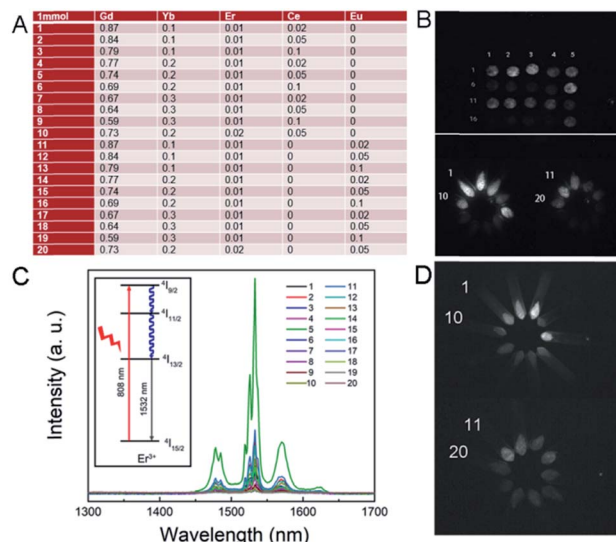 A
1mmol Gd Yb Er Ce Eu
1 0.87 0.1 0.01 0.02 0
2 0.84 0.1 0.01 0.05 0
3 0.79 0.1 0.01 0.1 0
4 0.77 0.2 0.01 0.02 0
5 0.74 0.2 0.01 0.05 0
6 0.69 0.2 0.01 0.1 0
7 0.67 0.3 0.01 0.02 0
8 0.64 0.3 0.01 0.05 0
9 0.59 0.3 0.01 0.1 0
10 0.73 0.2 0.02 0.05 0
11 0.87 0.1 0.01 0 0.02
12 0.84 0.1 0.01 0 0.05
13 0.79 0.1 0.01 0 0.1
14 0.77 0.2 0.01 0 0.02
15 0.74 0.2 0.01 0 0.05
16 0.69 0.2 0.01 0 0.1
17 0.67 0.3 0.01 0 0.02
18 0.64 0.3 0.01 0 0.05
19 0.59 0.3 0.01 0 0.1
20 0.73 0.2 0.02 0 0.05
B
1 2 3 4 5
1
6
11
16
1
10
11
20
C
Intensity (a. u.)
⁴I₉/₂
⁴I₁₁/₂
⁴I₁₃/₂
⁴I₁₅/₂
808 nm
1532 nm
Er³⁺
1 11
2 12
3 13
4 14
5 15
6 16
7 17
8 18
9 19
10 20
1300 1400 1500 1600 1700
Wavelength (nm)
D
1
10
11
20